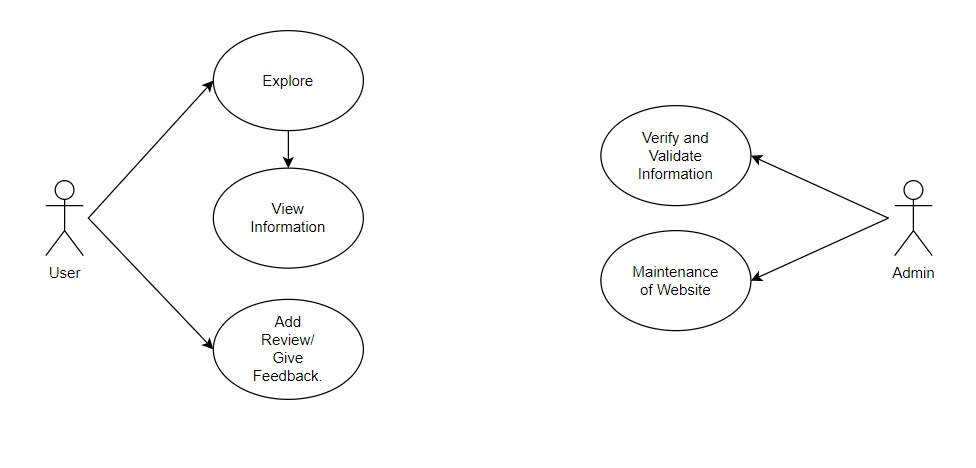 Explore
View
Information
User
Add
Review/
Give
Feedback.
Verify and
Validate
Information
Maintenance
of Website
Admin